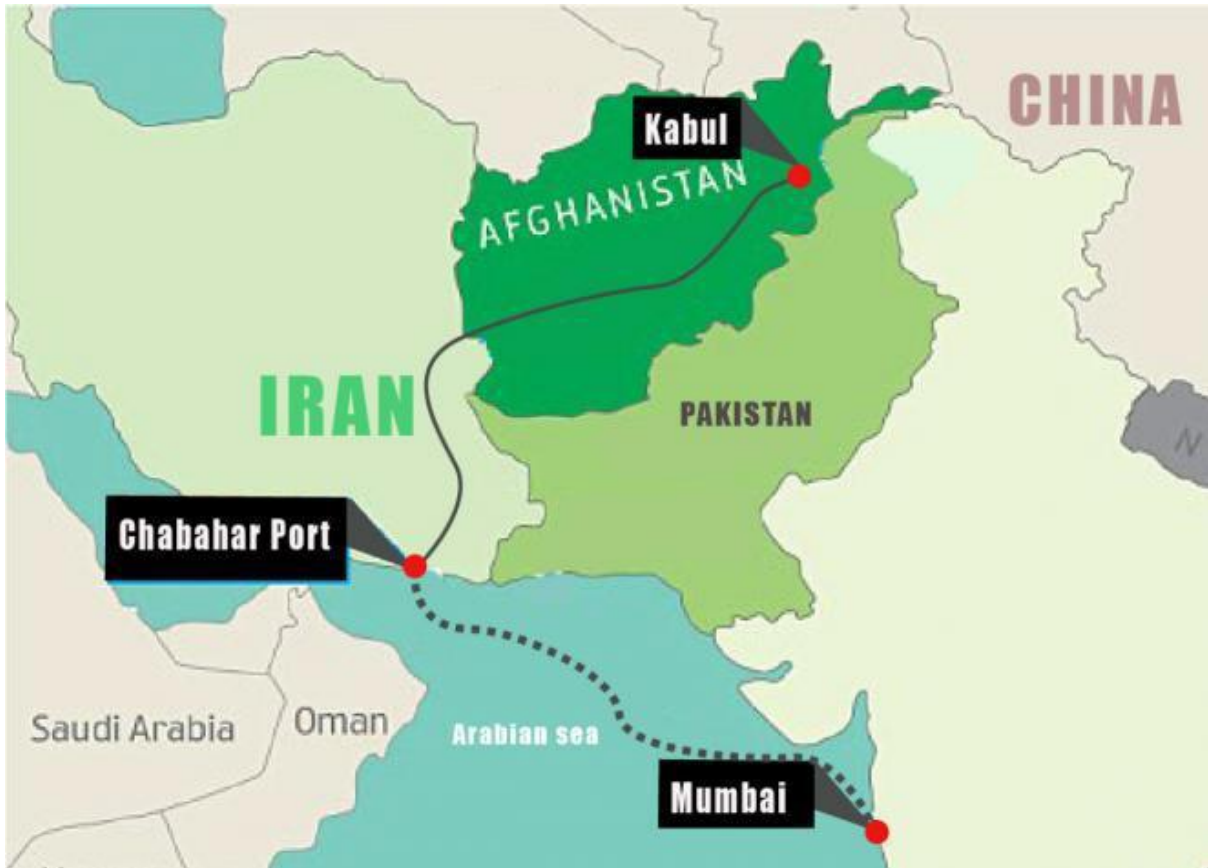 CHINA
Kabul
AFGHANISTAN
IRAN
PAKISTAN
N
Chabahar Port
Saudi Arabia
Oman
Arabian sea
Mumbai